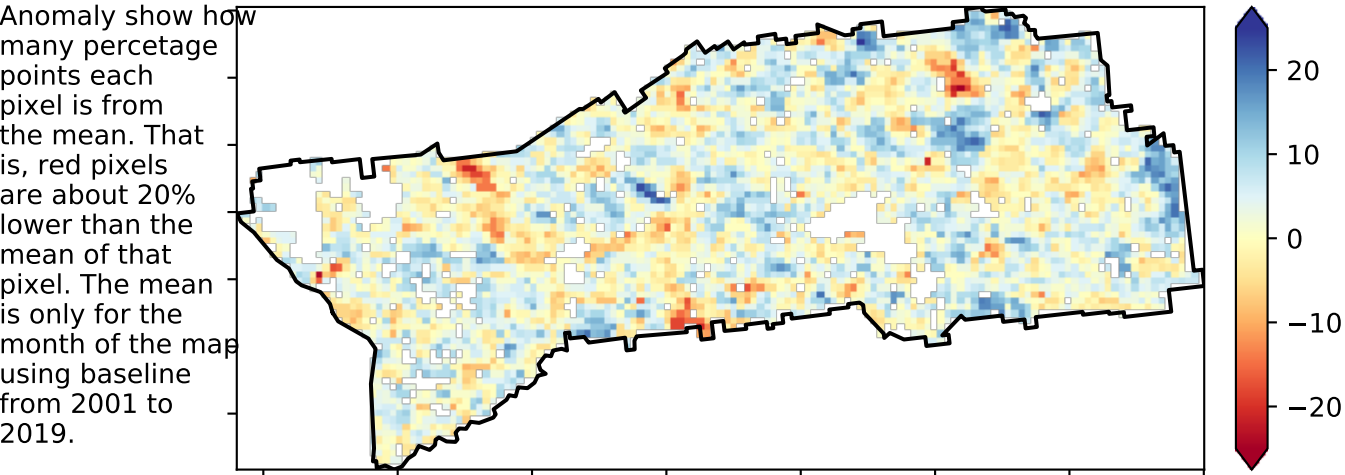 Anomaly show how
many percetage
points each
pixel is from
the mean. That
is, red pixels
are about 20%
lower than the
mean of that
pixel. The mean
is only for the
month of the map
using baseline
from 2001 to
2019.
20
10
0
−10
−20